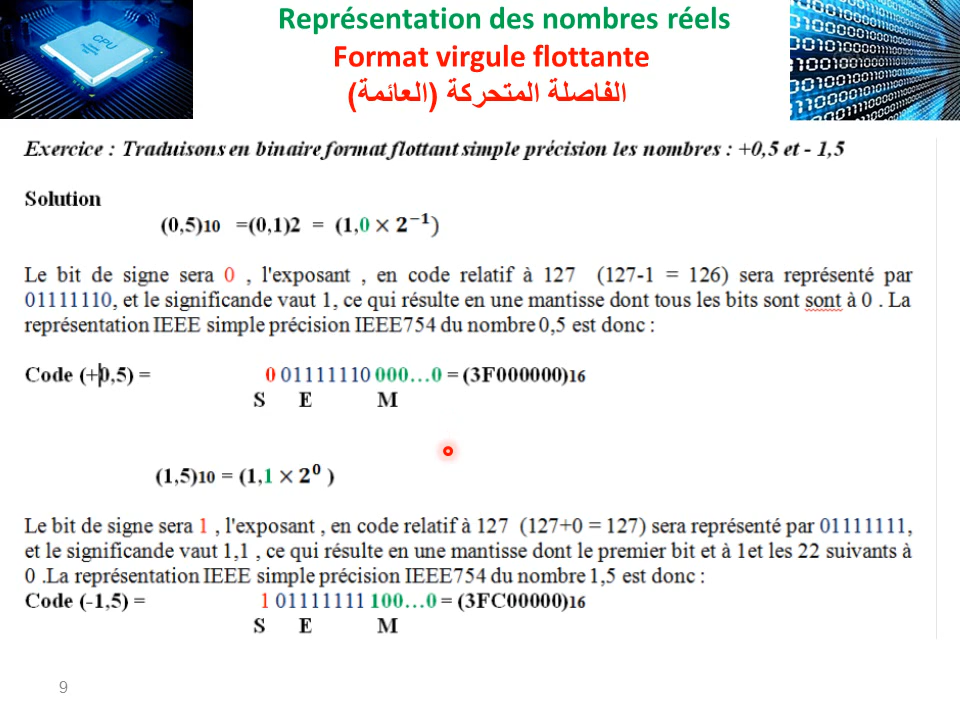 Représentation des nombres réels
Format virgule flottante
الفاصلة المتحركة (العائمة)
CPU
Exercice : Traduisons en binaire format flottant simple précision les nombres : +0,5 et - 1,5
Solution
(0,5)10 =(0,1)2 = (1,0 × 2⁻¹)
Le bit de signe sera 0 , l'exposant , en code relatif à 127 (127-1 = 126) sera représenté par
01111110, et le significande vaut 1, ce qui résulte en une mantisse dont tous les bits sont sont à 0 . La
représentation IEEE simple précision IEEE754 du nombre 0,5 est donc :
Code (+0,5) = 0 01111110 000…0 = (3F000000)16
S E M
(1,5)10 = (1,1 × 2⁰ )
Le bit de signe sera 1 , l'exposant , en code relatif à 127 (127+0 = 127) sera représenté par 01111111,
et le significande vaut 1,1 , ce qui résulte en une mantisse dont le premier bit et à 1et les 22 suivants à
0 .La représentation IEEE simple précision IEEE754 du nombre 1,5 est donc :
Code (-1,5) = 1 01111111 100…0 = (3FC00000)16
S E M
9